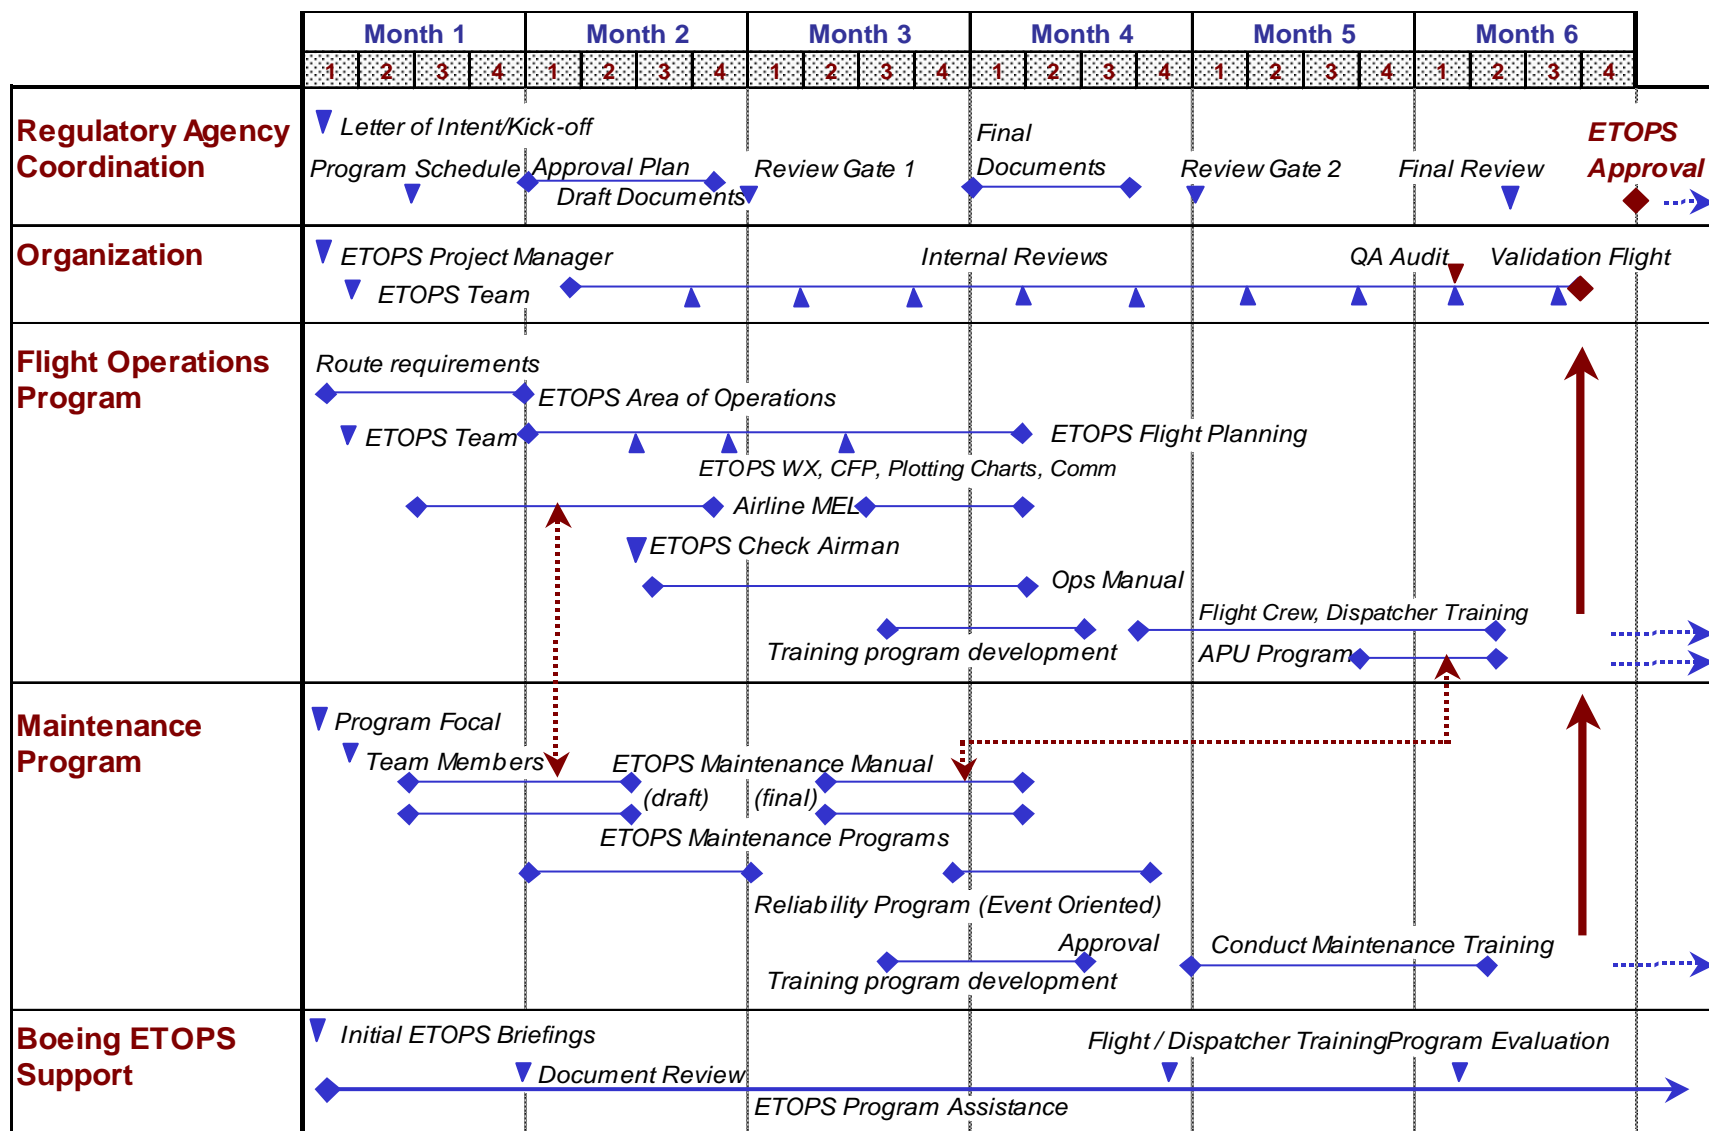 Month 1 Month 2 Month 3 Month 4 Month 5 Month 6
1 2 3 4 1 2 3 4 1 2 3 4 1 2 3 4 1 2 3 4 1 2 3 4
Regulatory Agency
Coordination
Letter of Intent/Kick-off
Program Schedule
Approval Plan
Draft Documents
Review Gate 1
Final
Documents
Review Gate 2
Final Review
ETOPS
Approval
Organization
ETOPS Project Manager
ETOPS Team
Internal Reviews
QA Audit
Validation Flight
Flight Operations
Program
Route requirements
ETOPS Area of Operations
ETOPS Team
ETOPS Flight Planning
ETOPS WX, CFP, Plotting Charts, Comm
Airline MEL
ETOPS Check Airman
Ops Manual
Flight Crew, Dispatcher Training
Training program development
APU Program
Maintenance
Program
Program Focal
Team Members
ETOPS Maintenance Manual
(draft) (final)
ETOPS Maintenance Programs
Reliability Program (Event Oriented)
Approval
Conduct Maintenance Training
Training program development
Boeing ETOPS
Support
Initial ETOPS Briefings
Flight / Dispatcher Training
Program Evaluation
Document Review
ETOPS Program Assistance